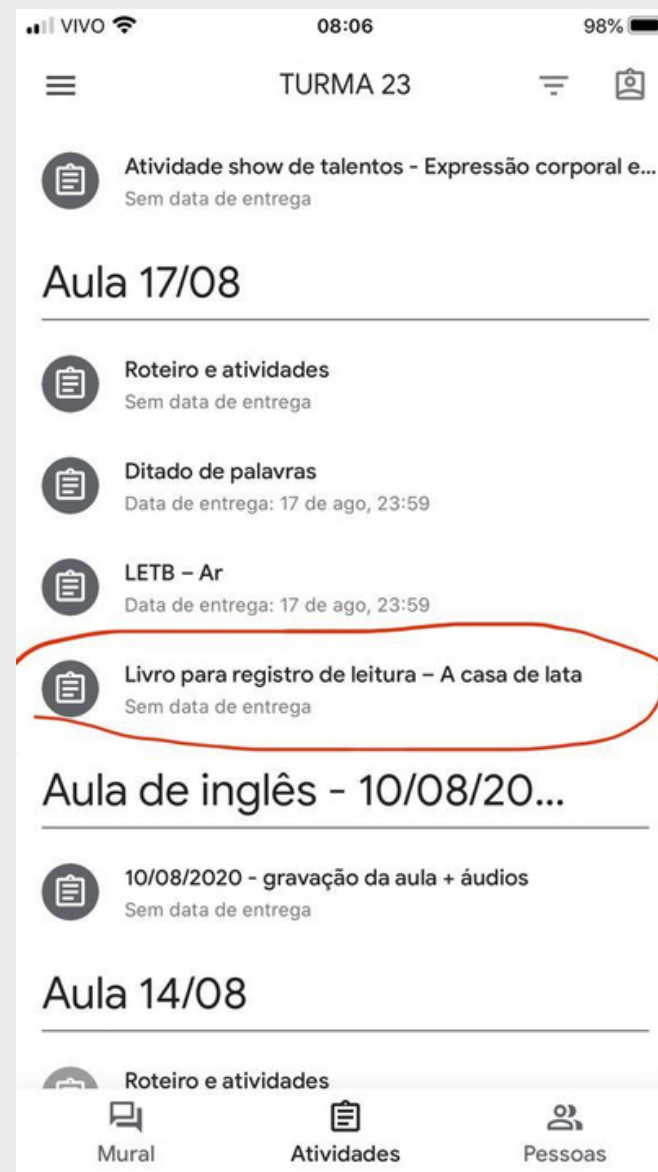 VIVO 08:06 98%
TURMA 23
Atividade show de talentos - Expressão corporal e...
Sem data de entrega
Aula 17/08
Roteiro e atividades
Sem data de entrega
Ditado de palavras
Data de entrega: 17 de ago, 23:59
LETB – Ar
Data de entrega: 17 de ago, 23:59
Livro para registro de leitura – A casa de lata
Sem data de entrega
Aula de inglês - 10/08/20...
10/08/2020 - gravação da aula + áudios
Sem data de entrega
Aula 14/08
Roteiro e atividades
Mural Atividades Pessoas